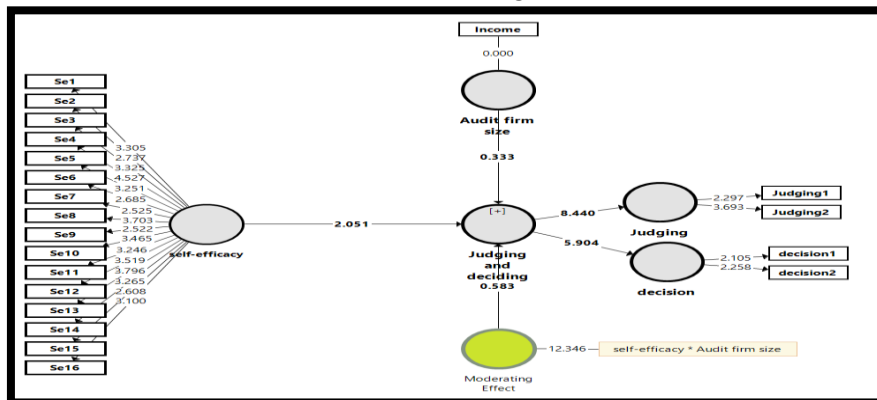 Income
0.000
Audit firm
size
0.333
Se1
Se2
Se3
Se4
Se5
Se6
Se7
Se8
Se9
Se10
Se11
Se12
Se13
Se14
Se15
Se16
3.305
2.737
3.325
4.527
3.251
2.685
2.525
3.703
2.522
3.465
3.246
3.519
3.796
3.265
2.608
3.100
self-efficacy
2.051
[+]
Judging
and
deciding
0.583
8.440
5.904
Judging
2.297
3.693
Judging1
Judging2
decision
2.105
2.258
decision1
decision2
Moderating
Effect
12.346
self-efficacy * Audit firm size